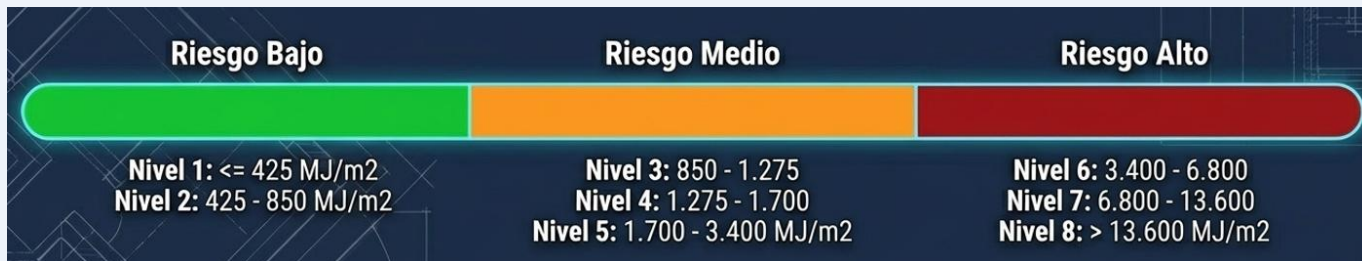 Riesgo Bajo
Riesgo Medio
Riesgo Alto
Nivel 1: <= 425 MJ/m2
Nivel 2: 425 - 850 MJ/m2
Nivel 3: 850 - 1.275
Nivel 4: 1.275 - 1.700
Nivel 5: 1.700 - 3.400 MJ/m2
Nivel 6: 3.400 - 6.800
Nivel 7: 6.800 - 13.600
Nivel 8: > 13.600 MJ/m2